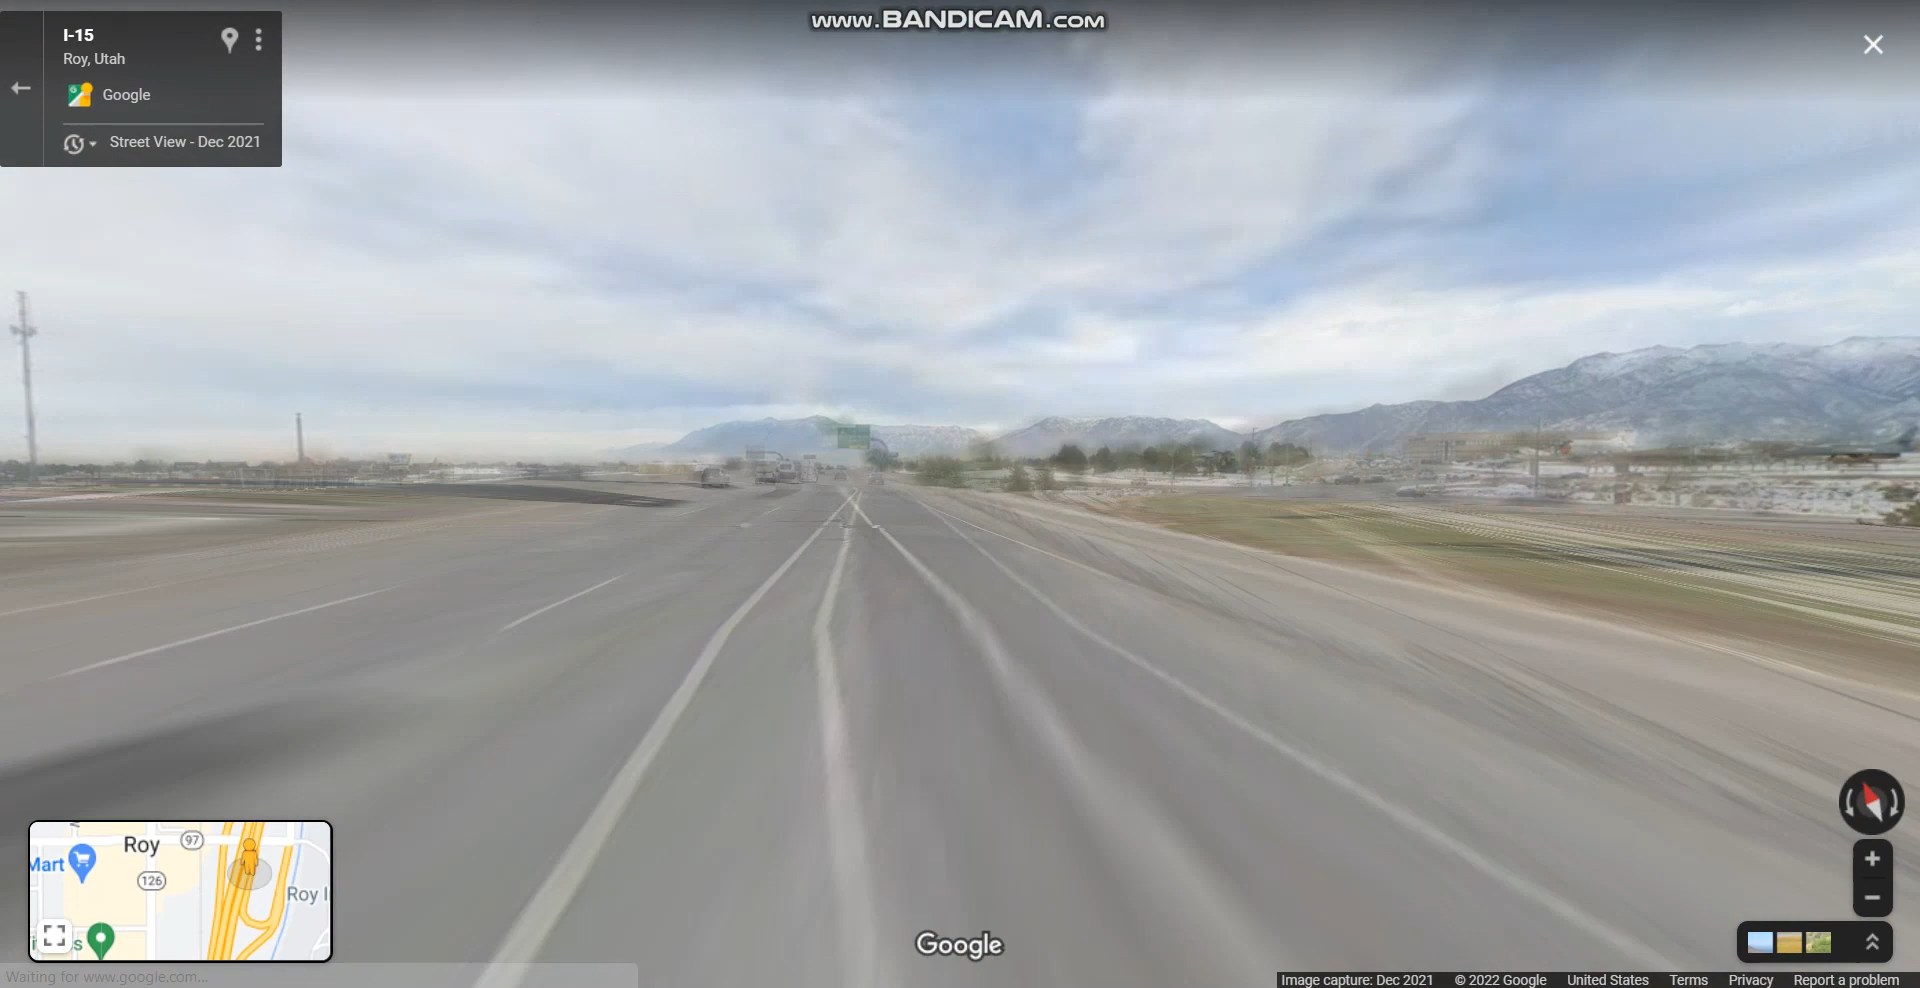 www.BANDICAM.com
I-15
Roy, Utah
Google
Street View - Dec 2021
Roy
97
Mart
126
Roy I
s
Google
Waiting for www.google.com...
Image capture: Dec 2021 © 2022 Google United States Terms Privacy Report a problem